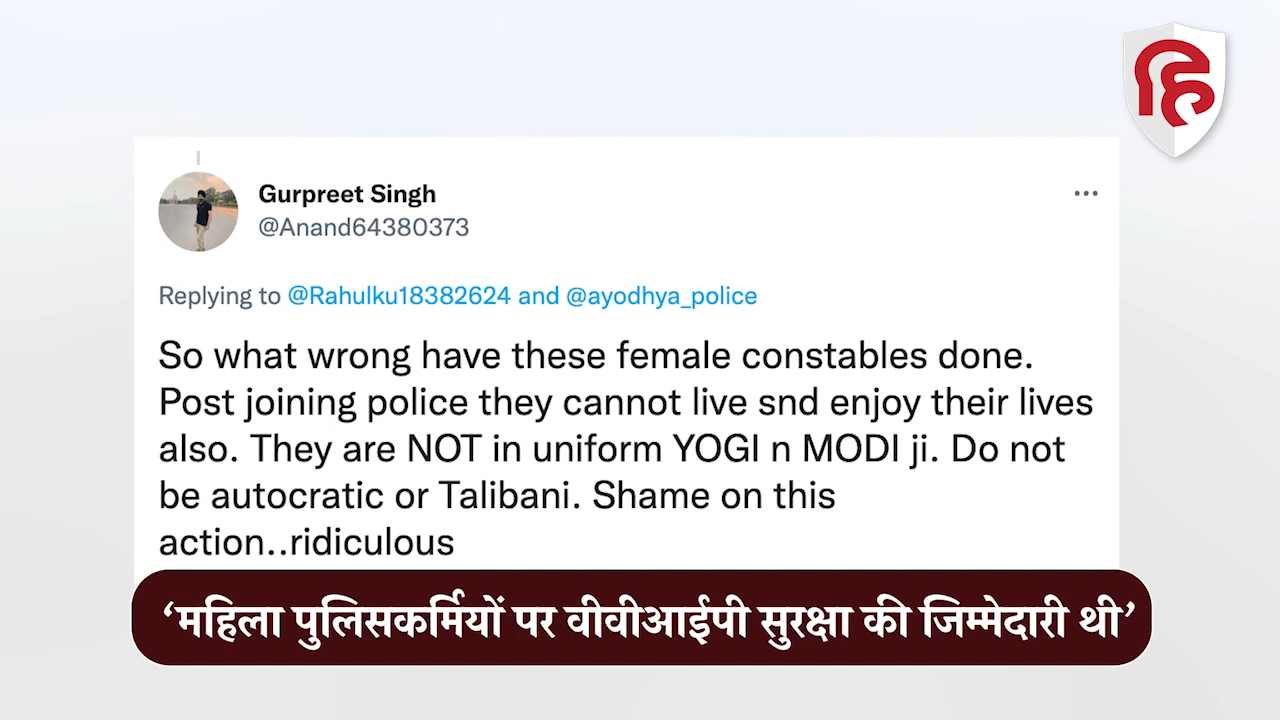 हि
Gurpreet Singh
@Anand64380373
Replying to @Rahulku18382624 and @ayodhya_police
So what wrong have these female constables done.
Post joining police they cannot live snd enjoy their lives
also. They are NOT in uniform YOGI n MODI ji. Do not
be autocratic or Talibani. Shame on this
action..ridiculous
‘महिला पुलिसकर्मियों पर वीवीआईपी सुरक्षा की जिम्मेदारी थी’